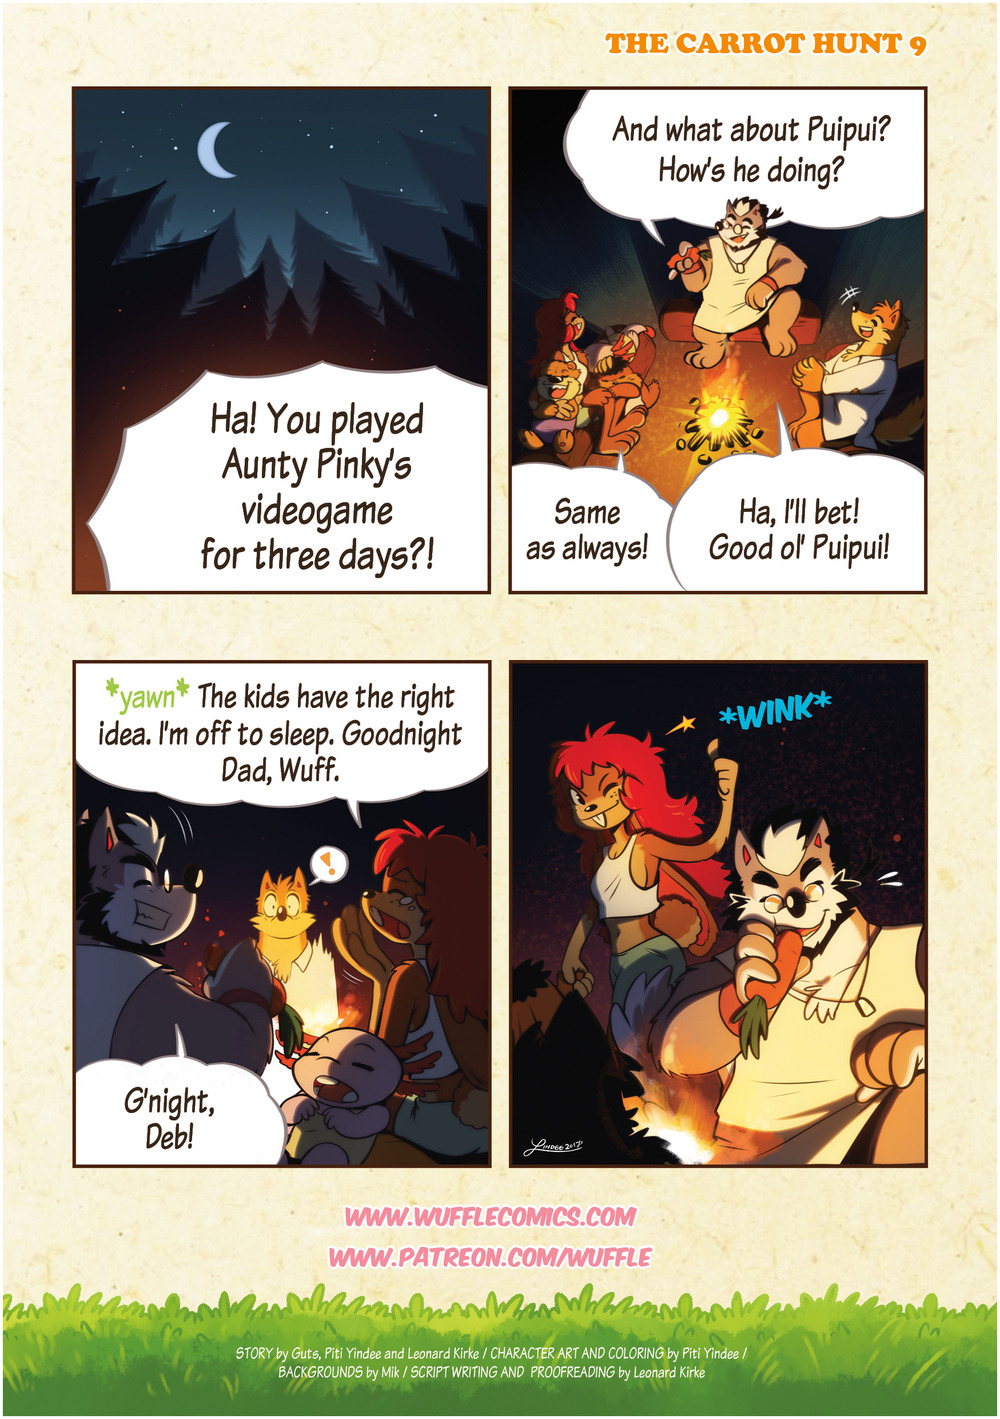 THE CARROT HUNT 9
Ha! You played
Aunty Pinky's
videogame
for three days?!
And what about Puipui?
How's he doing?
Same
as always!
Ha, I'll bet!
Good ol' Puipui!
*yawn* The kids have the right
idea. I'm off to sleep. Goodnight
Dad, Wuff.
!
G'night,
Deb!
*WINK*
YINDEE 2017
WWW.WUFFLECOMICS.COM
WWW.PATREON.COM/WUFFLE
STORY by Guts, Piti Yindee and Leonard Kirke / CHARACTER ART AND COLORING by Piti Yindee /
BACKGROUNDS by Mik / SCRIPT WRITING AND PROOFREADING by Leonard Kirke